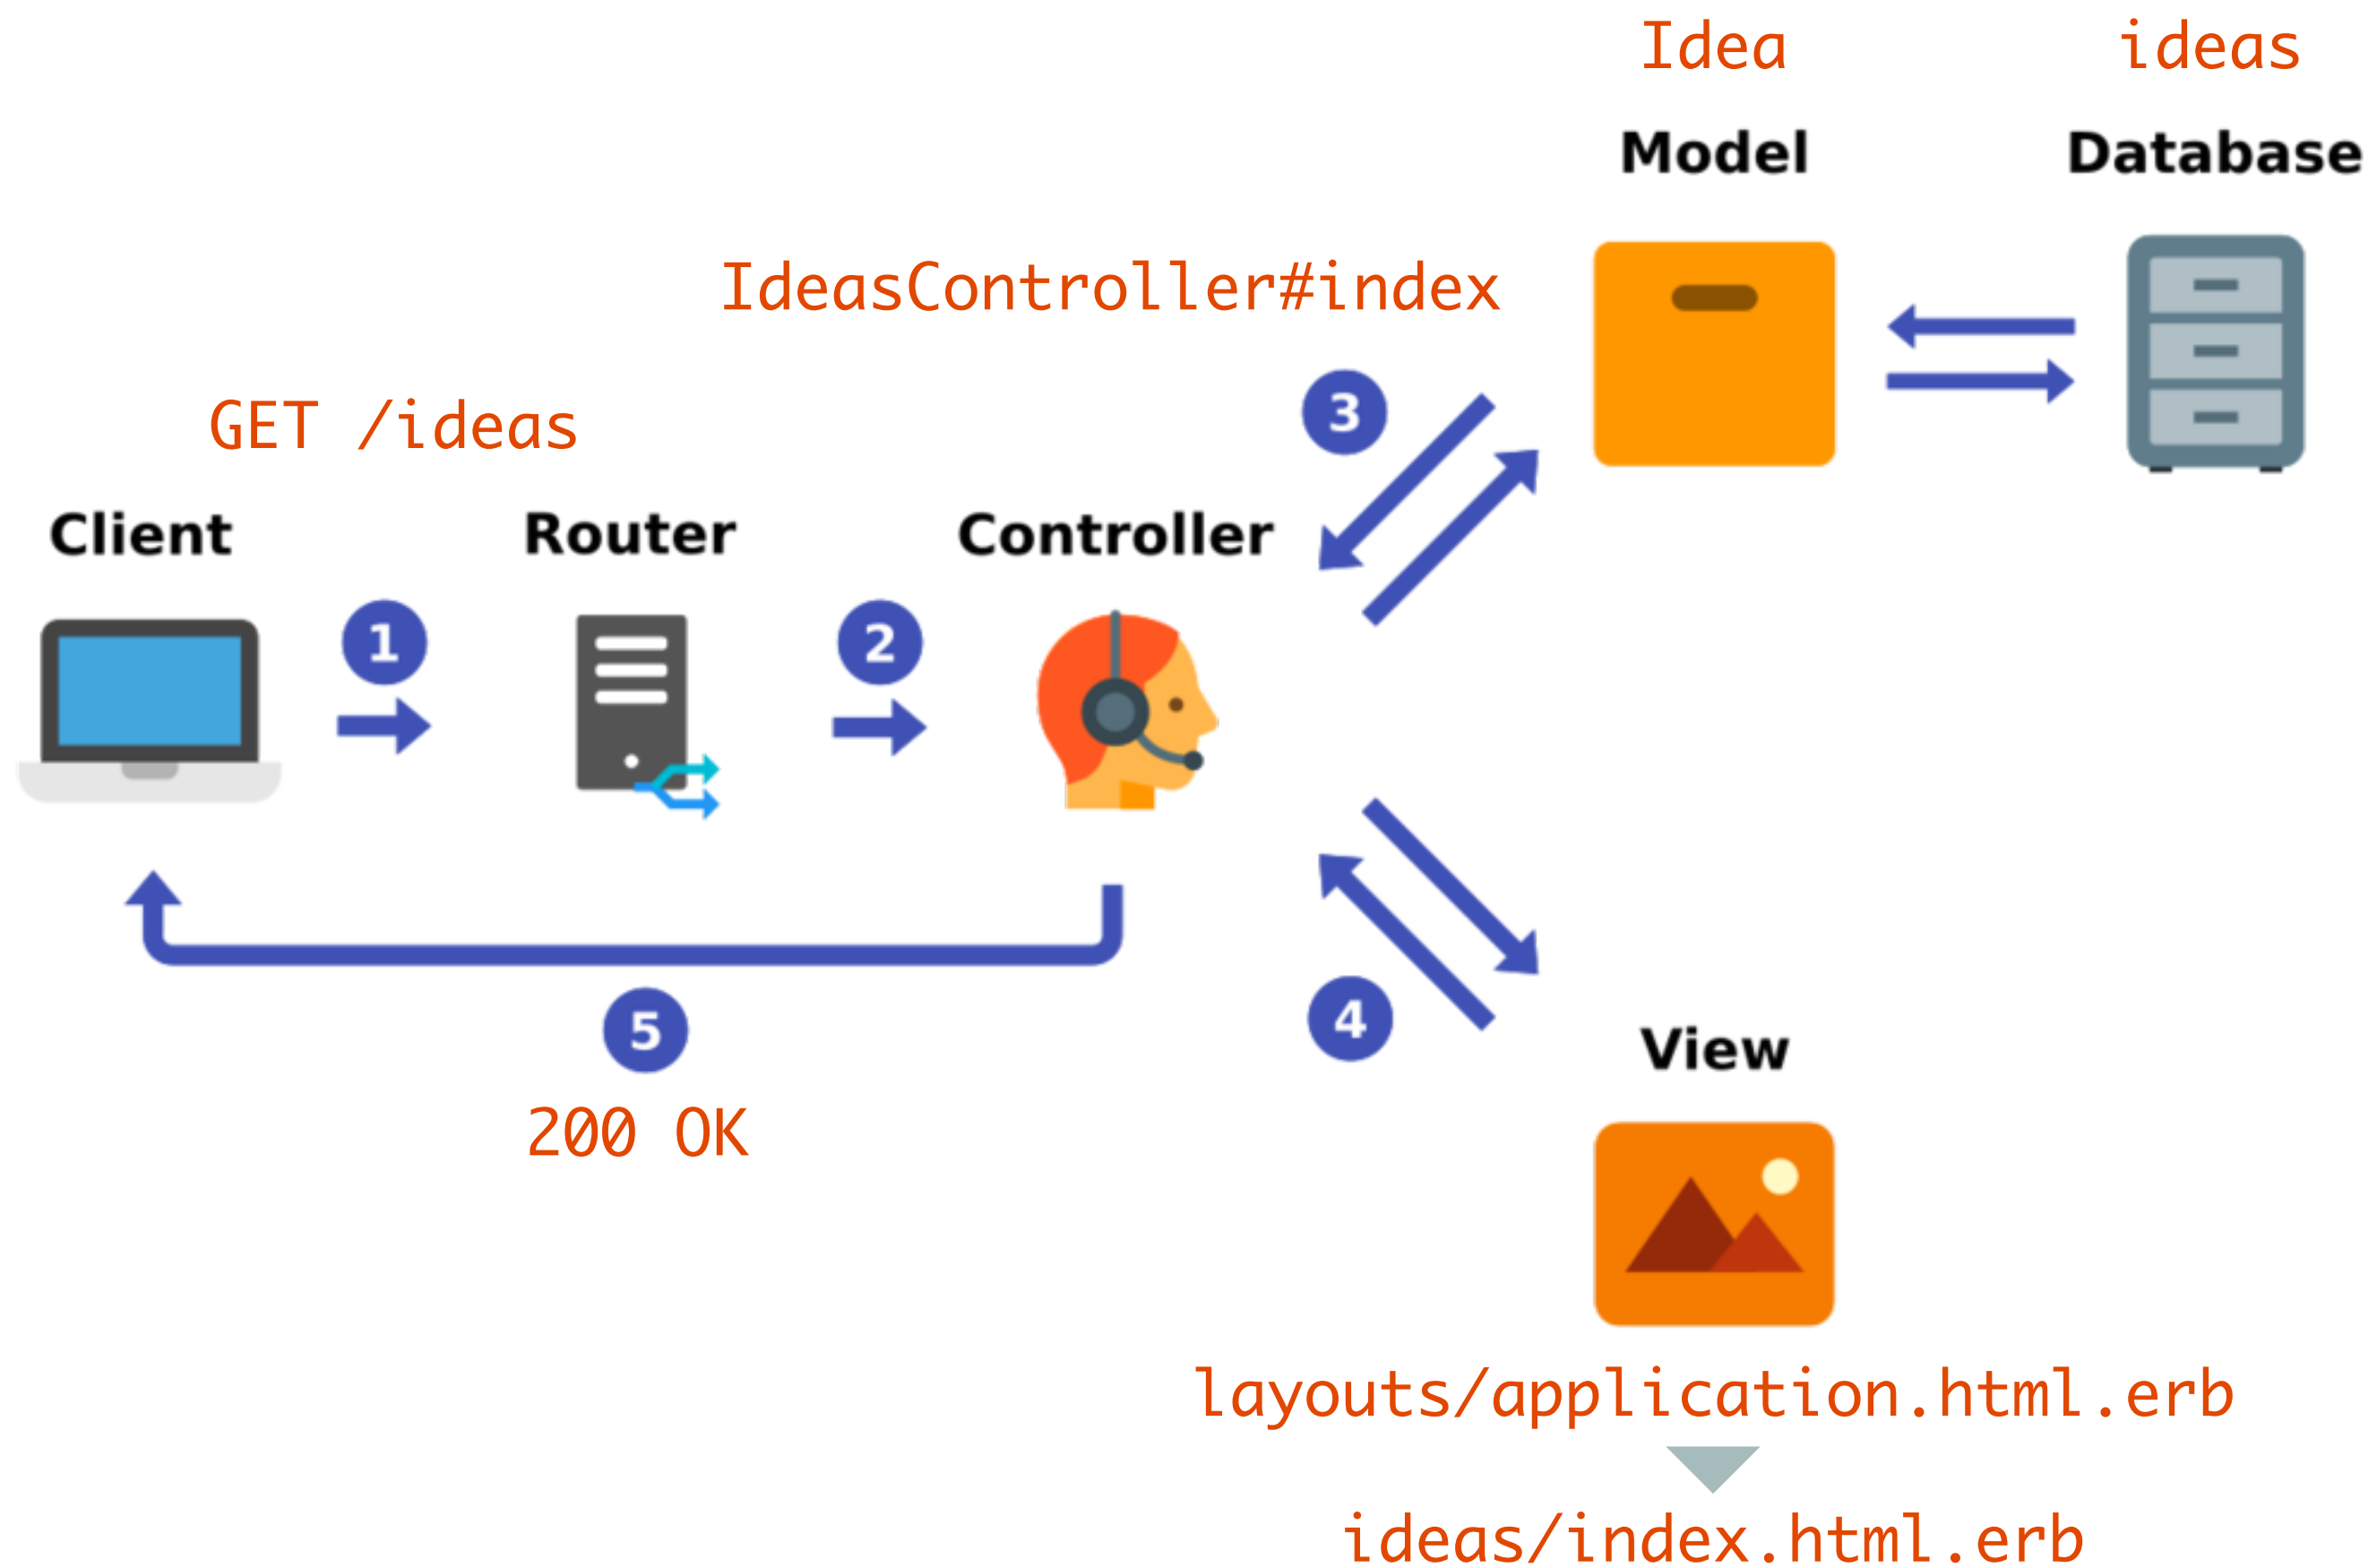 Idea
ideas
Model
Database
IdeasController#index
GET /ideas
3
Client
Router
Controller
1
2
4
5
View
200 OK
layouts/application.html.erb
ideas/index.html.erb